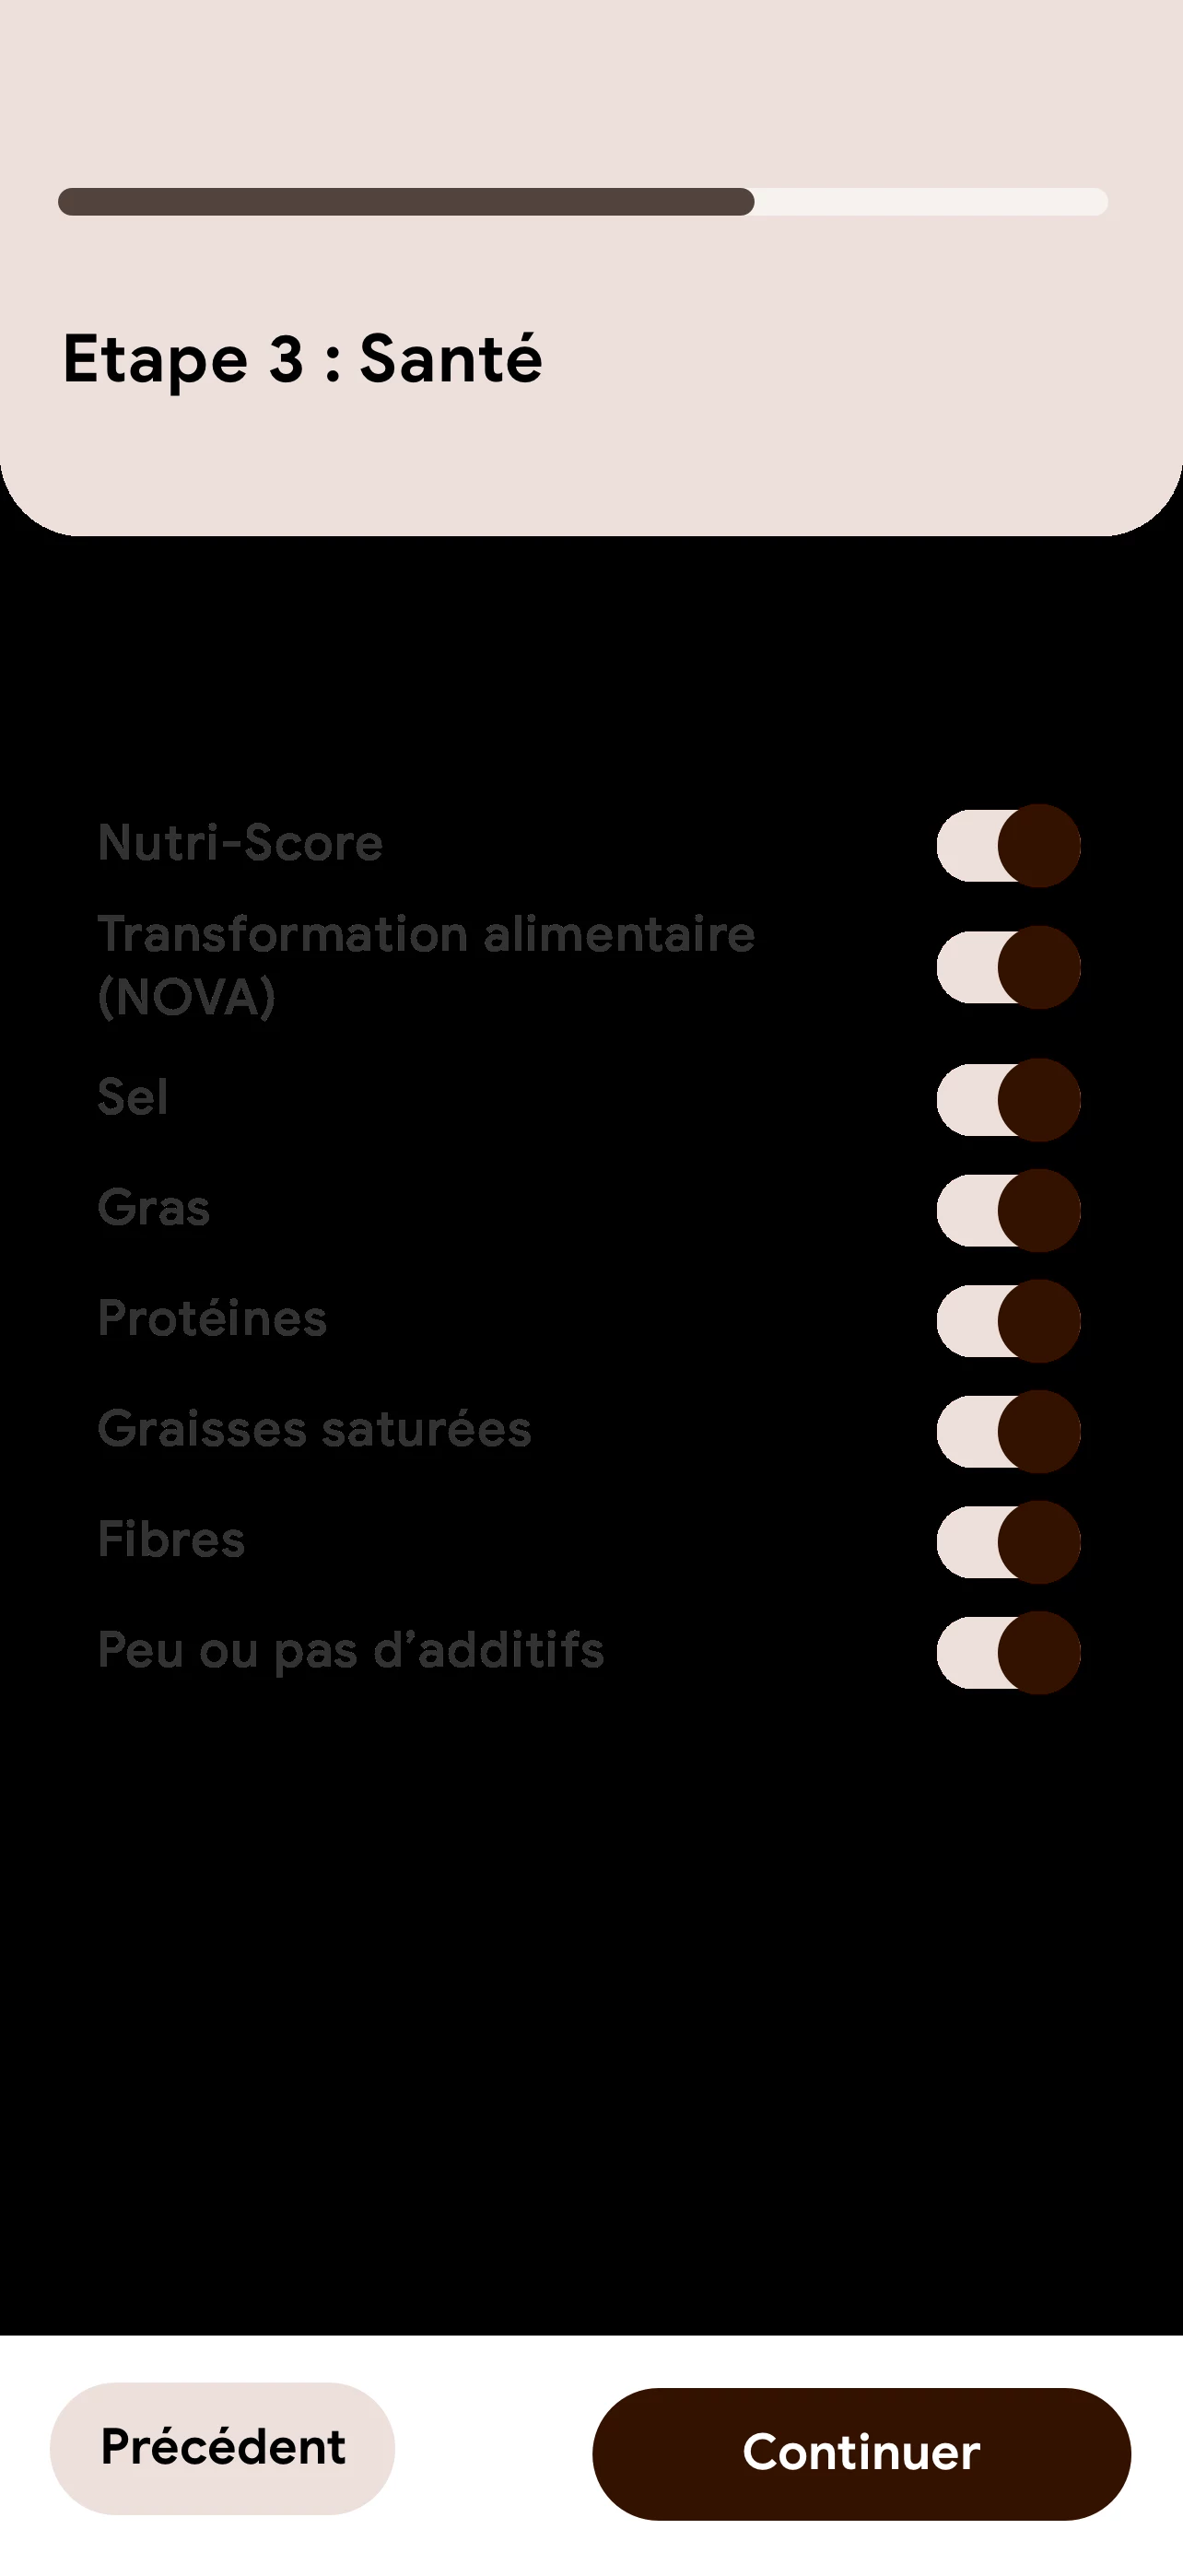 Etape 3 : Santé
Nutri-Score
Transformation alimentaire
(NOVA)
Sel
Gras
Protéines
Graisses saturées
Fibres
Peu ou pas d’additifs
Précédent
Continuer